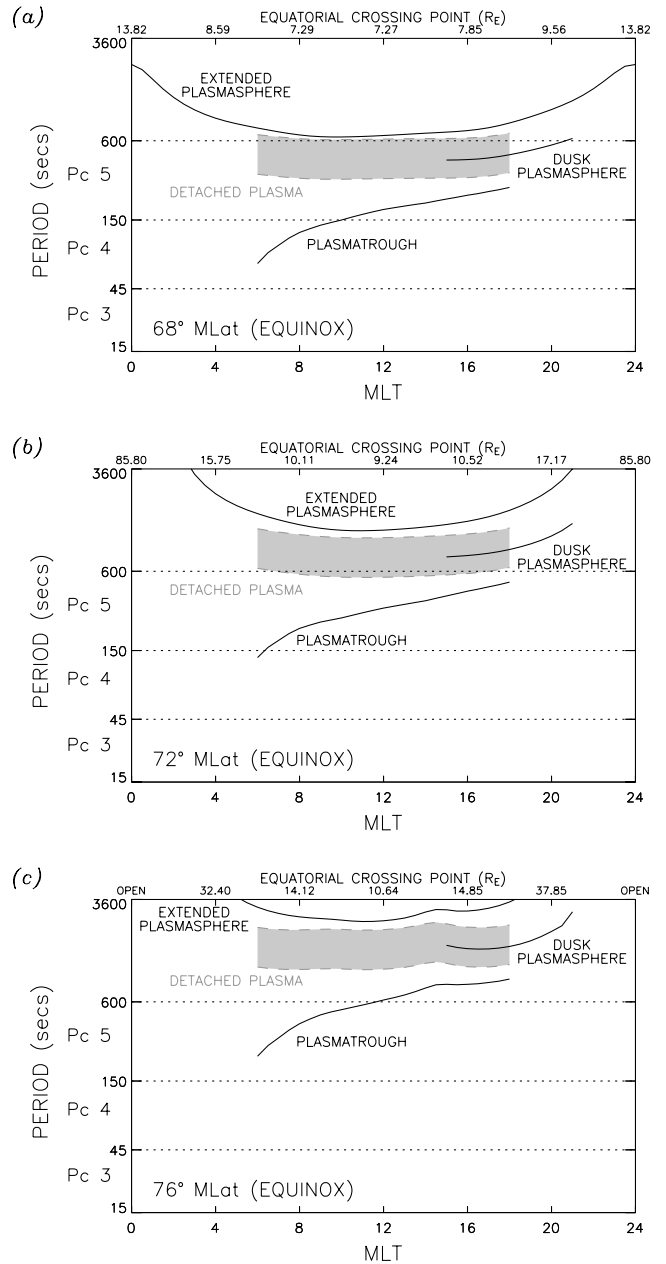 (a)
EQUATORIAL CROSSING POINT (RE)
13.82 8.59 7.29 7.27 7.85 9.56 13.82
3600
EXTENDED
PLASMASPHERE
600
DUSK
PLASMASPHERE
Pc 5
DETACHED PLASMA
PERIOD (secs)
150
PLASMATROUGH
Pc 4
45
Pc 3
68° MLat (EQUINOX)
15
0 4 8 12 16 20 24
MLT
(b)
EQUATORIAL CROSSING POINT (RE)
85.80 15.75 10.11 9.24 10.52 17.17 85.80
3600
EXTENDED
PLASMASPHERE
DUSK
PLASMASPHERE
600
DETACHED PLASMA
Pc 5
PERIOD (secs)
PLASMATROUGH
150
Pc 4
45
Pc 3
72° MLat (EQUINOX)
15
0 4 8 12 16 20 24
MLT
(c)
EQUATORIAL CROSSING POINT (RE)
OPEN 32.40 14.12 10.64 14.85 37.85 OPEN
3600
EXTENDED
PLASMASPHERE
DUSK
PLASMASPHERE
DETACHED PLASMA
600
Pc 5
PLASMATROUGH
PERIOD (secs)
150
Pc 4
45
Pc 3
76° MLat (EQUINOX)
15
0 4 8 12 16 20 24
MLT